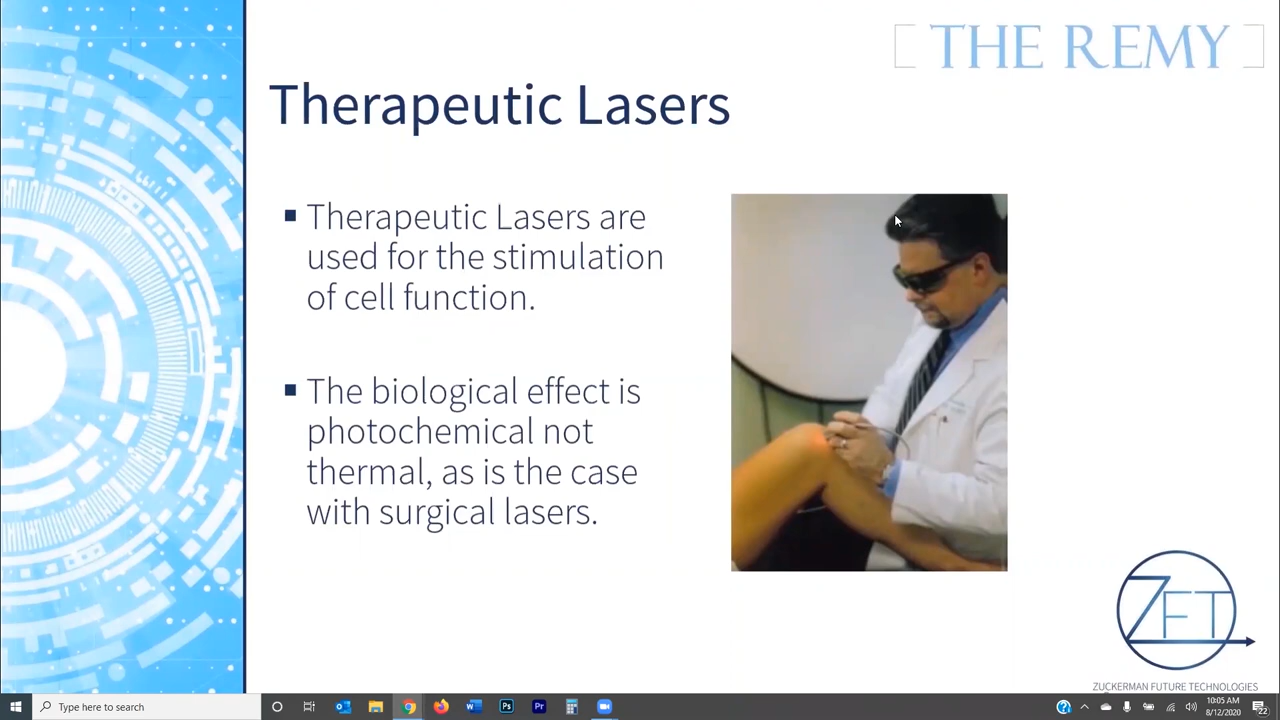 THE REMY
Therapeutic Lasers
▪ Therapeutic Lasers are
used for the stimulation
of cell function.
▪ The biological effect is
photochemical not
thermal, as is the case
with surgical lasers.
ZFT
ZUCKERMAN FUTURE TECHNOLOGIES
Type here to search
10:05 AM
8/12/2020
22